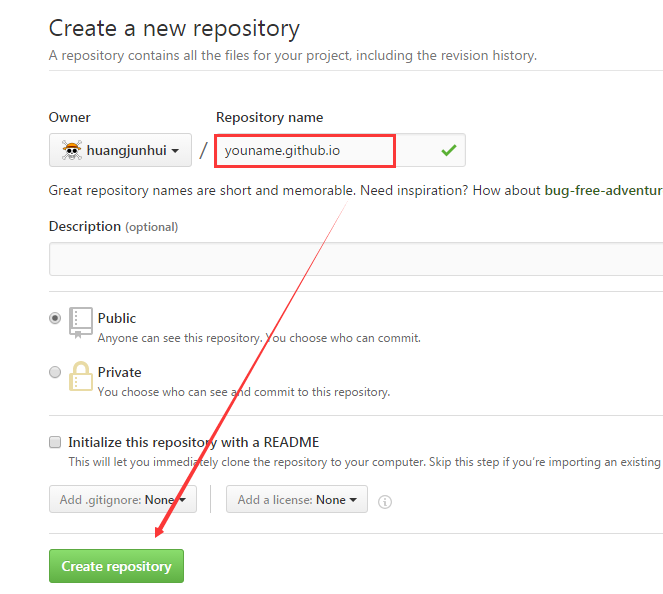 Create a new repository
A repository contains all the files for your project, including the revision history.
Owner Repository name
huangjunhui / youname.github.io
Great repository names are short and memorable. Need inspiration? How about bug-free-adventur
Description (optional)
Public
Anyone can see this repository. You choose who can commit.
Private
You choose who can see and commit to this repository.
Initialize this repository with a README
This will let you immediately clone the repository to your computer. Skip this step if you're importing an existing
Add .gitignore: None Add a license: None
Create repository